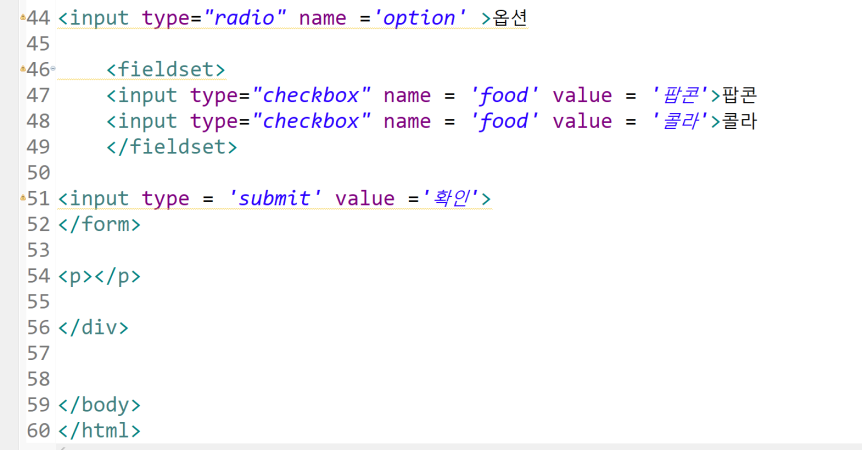 44 <input type="radio" name ='option' >옵션
45
46     <fieldset>
47     <input type="checkbox" name = 'food' value = '팝콘'>팝콘
48     <input type="checkbox" name = 'food' value = '콜라'>콜라
49     </fieldset>
50
51 <input type = 'submit' value ='확인'>
52 </form>
53
54 <p></p>
55
56 </div>
57
58
59 </body>
60 </html>